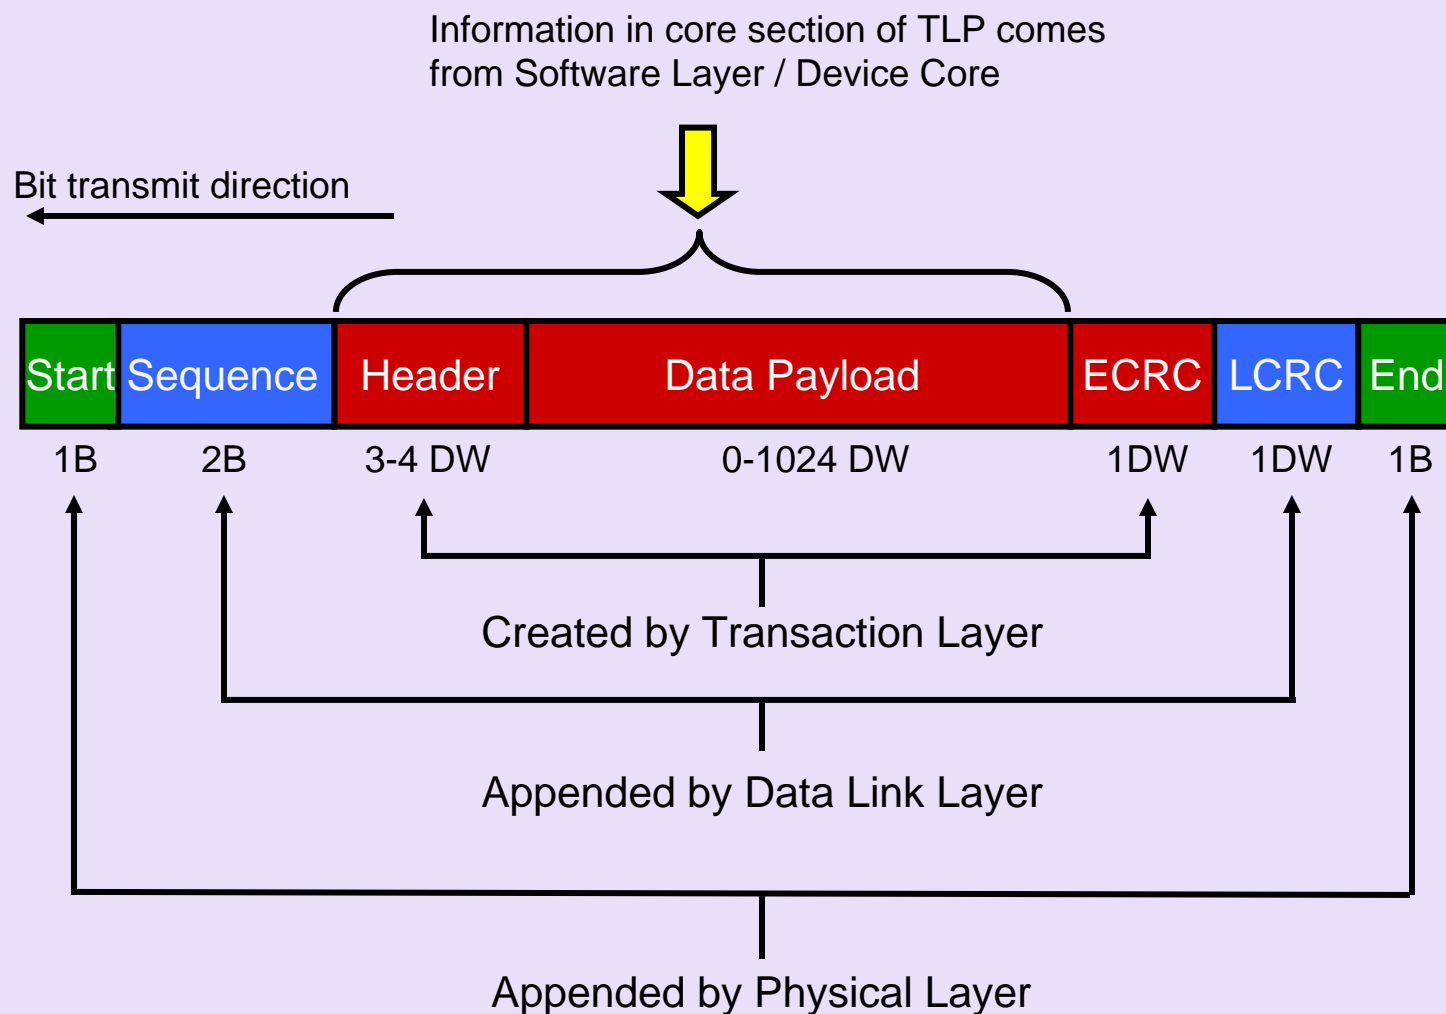 Information in core section of TLP comes
from Software Layer / Device Core
Bit transmit direction
Start Sequence Header Data Payload ECRC LCRC End
1B 2B 3-4 DW 0-1024 DW 1DW 1DW 1B
Created by Transaction Layer
Appended by Data Link Layer
Appended by Physical Layer